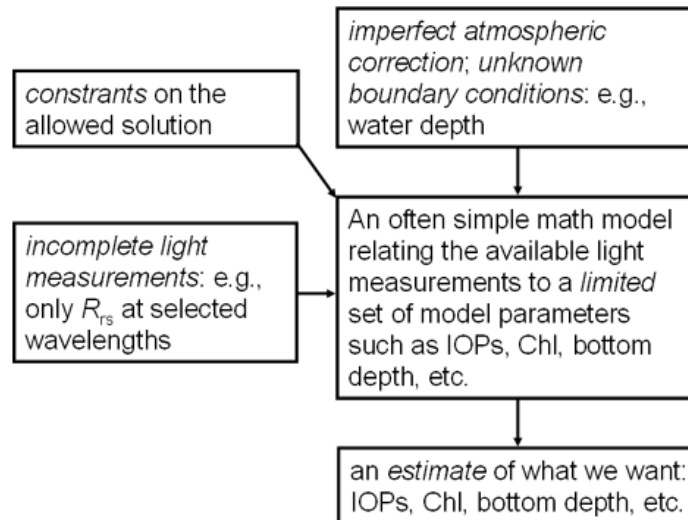 imperfect atmospheric
correction; unknown
boundary conditions: e.g.,
water depth
constrants on the
allowed solution
An often simple math model
relating the available light
measurements to a limited
set of model parameters
such as IOPs, Chl, bottom
depth, etc.
incomplete light
measurements: e.g.,
only Rrs at selected
wavelengths
an estimate of what we want:
IOPs, Chl, bottom depth, etc.